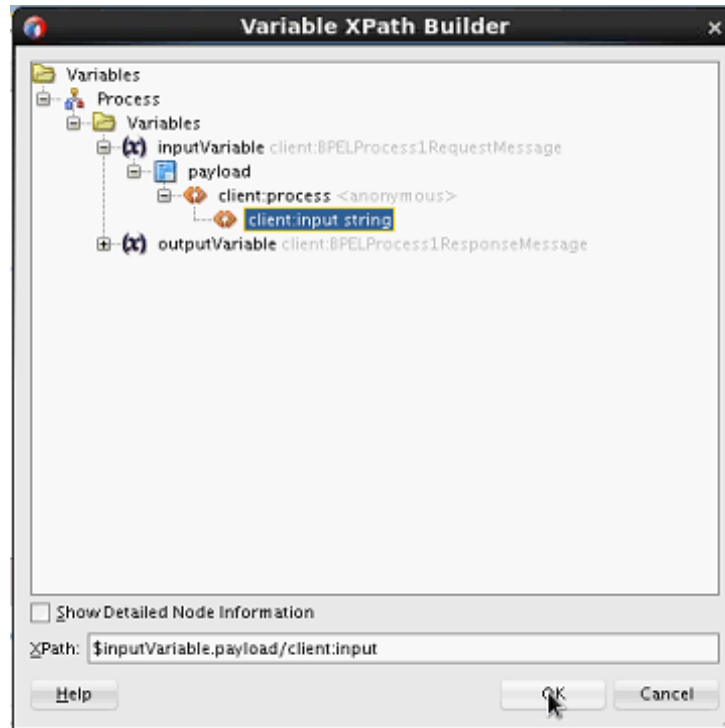 Variable XPath Builder
Variables
Process
Variables
inputVariable client:BPELProcess1RequestMessage
payload
client:process <anonymous>
client:input string
outputVariable client:BPELProcess1ResponseMessage
Show Detailed Node Information
XPath: $inputVariable.payload/client:input
Help OK Cancel